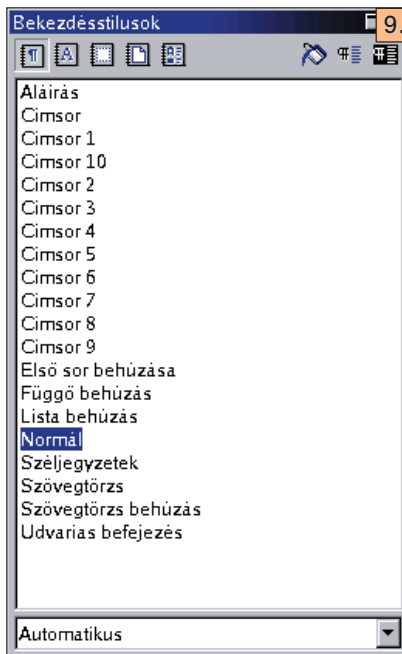 Bekezdésstílusok
9.
Aláírás
Címsor
Címsor 1
Címsor 10
Címsor 2
Címsor 3
Címsor 4
Címsor 5
Címsor 6
Címsor 7
Címsor 8
Címsor 9
Első sor behúzása
Függő behúzás
Lista behúzás
Normál
Széljegyzetek
Szövegtörzs
Szövegtörzs behúzás
Udvarias befejezés
Automatikus